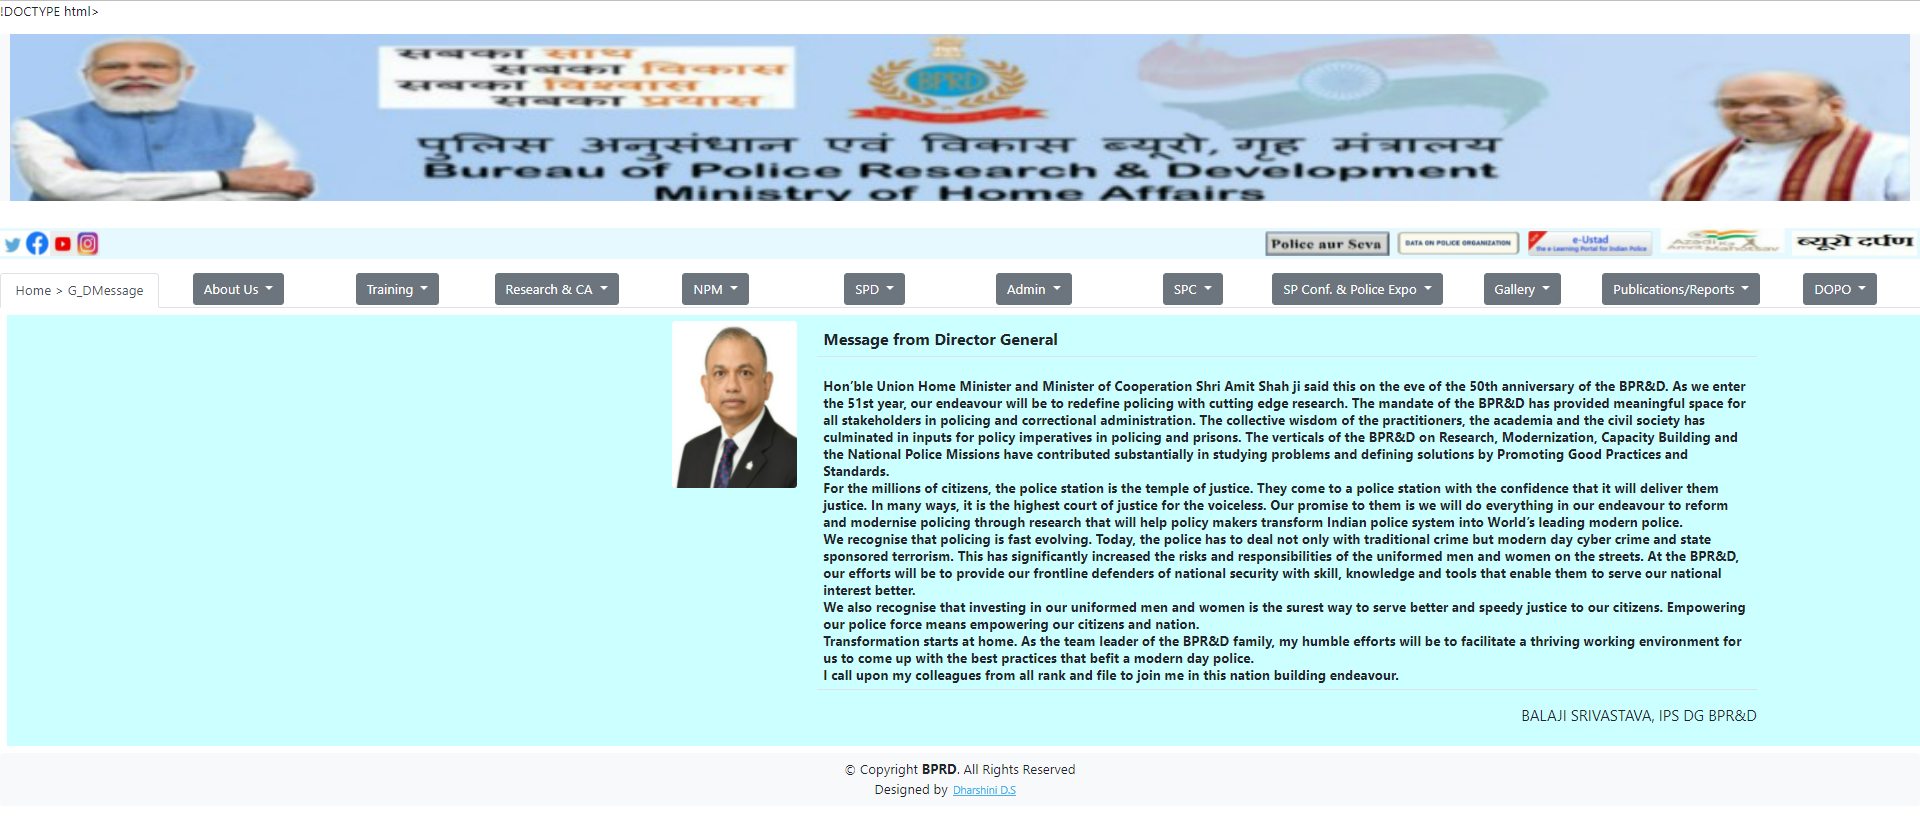 !DOCTYPE html>
सबका साथ
सबका विकास
सबका विश्वास
सबका प्रयास
BPRD
पुलिस अनुसंधान एवं विकास ब्यूरो, गृह मंत्रालय
Bureau of Police Research & Development
Ministry of Home Affairs
Police aur Seva
DATA ON POLICE ORGANIZATION
e-Ustad
the e-Learning Portal for Indian Police
Azadi Ka
Amrit Mahotsav
ब्यूरो दर्पण
Home > G_DMessage
About Us
Training
Research & CA
NPM
SPD
Admin
SPC
SP Conf. & Police Expo
Gallery
Publications/Reports
DOPO
Message from Director General
Hon’ble Union Home Minister and Minister of Cooperation Shri Amit Shah ji said this on the eve of the 50th anniversary of the BPR&D. As we enter
the 51st year, our endeavour will be to redefine policing with cutting edge research. The mandate of the BPR&D has provided meaningful space for
all stakeholders in policing and correctional administration. The collective wisdom of the practitioners, the academia and the civil society has
culminated in inputs for policy imperatives in policing and prisons. The verticals of the BPR&D on Research, Modernization, Capacity Building and
the National Police Missions have contributed substantially in studying problems and defining solutions by Promoting Good Practices and
Standards.
For the millions of citizens, the police station is the temple of justice. They come to a police station with the confidence that it will deliver them
justice. In many ways, it is the highest court of justice for the voiceless. Our promise to them is we will do everything in our endeavour to reform
and modernise policing through research that will help policy makers transform Indian police system into World’s leading modern police.
We recognise that policing is fast evolving. Today, the police has to deal not only with traditional crime but modern day cyber crime and state
sponsored terrorism. This has significantly increased the risks and responsibilities of the uniformed men and women on the streets. At the BPR&D,
our efforts will be to provide our frontline defenders of national security with skill, knowledge and tools that enable them to serve our national
interest better.
We also recognise that investing in our uniformed men and women is the surest way to serve better and speedy justice to our citizens. Empowering
our police force means empowering our citizens and nation.
Transformation starts at home. As the team leader of the BPR&D family, my humble efforts will be to facilitate a thriving working environment for
us to come up with the best practices that befit a modern day police.
I call upon my colleagues from all rank and file to join me in this nation building endeavour.
BALAJI SRIVASTAVA, IPS DG BPR&D
© Copyright BPRD. All Rights Reserved
Designed by Dharshini D.S